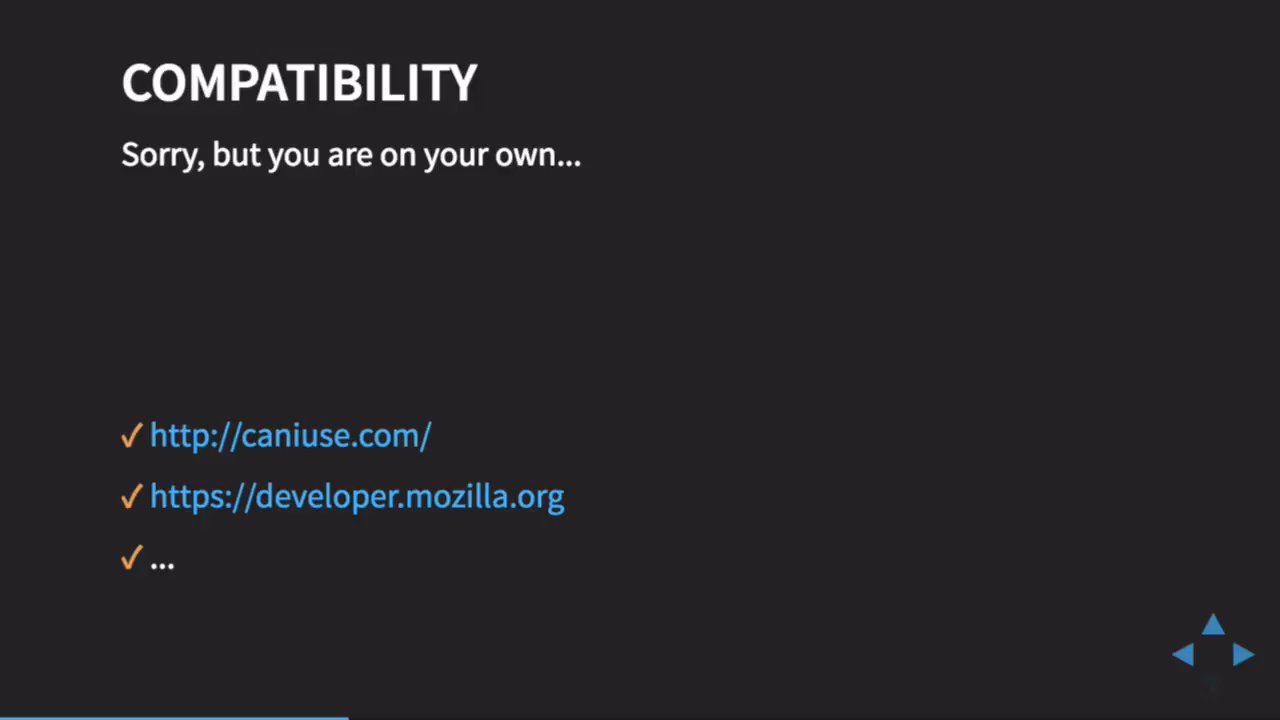 COMPATIBILITY
Sorry, but you are on your own...
✓ http://caniuse.com/
✓ https://developer.mozilla.org
✓ ...